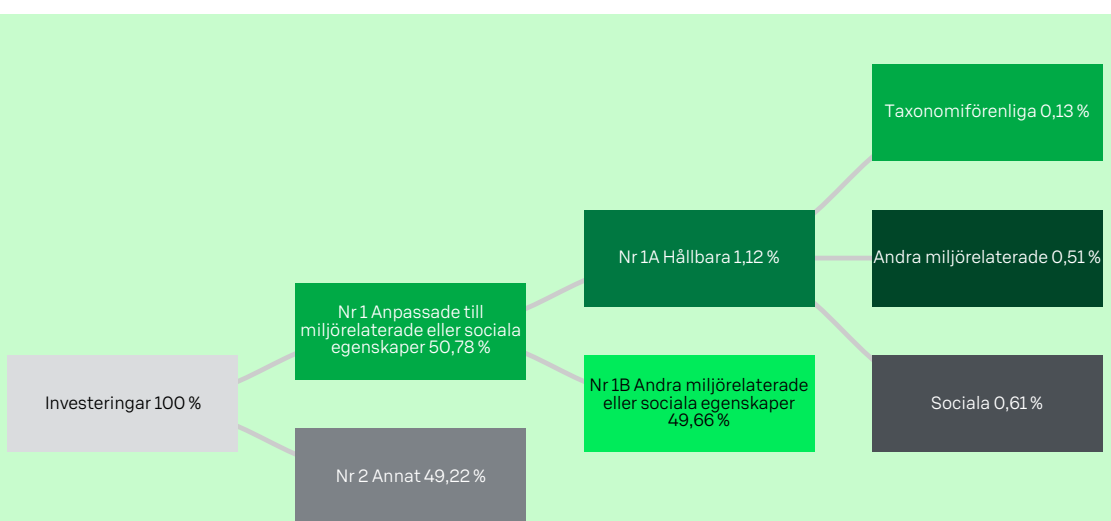 Taxonomiförenliga 0,13 %
Nr 1A Hållbara 1,12 %
Andra miljörelaterade 0,51 %
Nr 1 Anpassade till
miljörelaterade eller sociala
egenskaper 50,78 %
Investeringar 100 %
Nr 1B Andra miljörelaterade
eller sociala egenskaper
49,66 %
Sociala 0,61 %
Nr 2 Annat 49,22 %